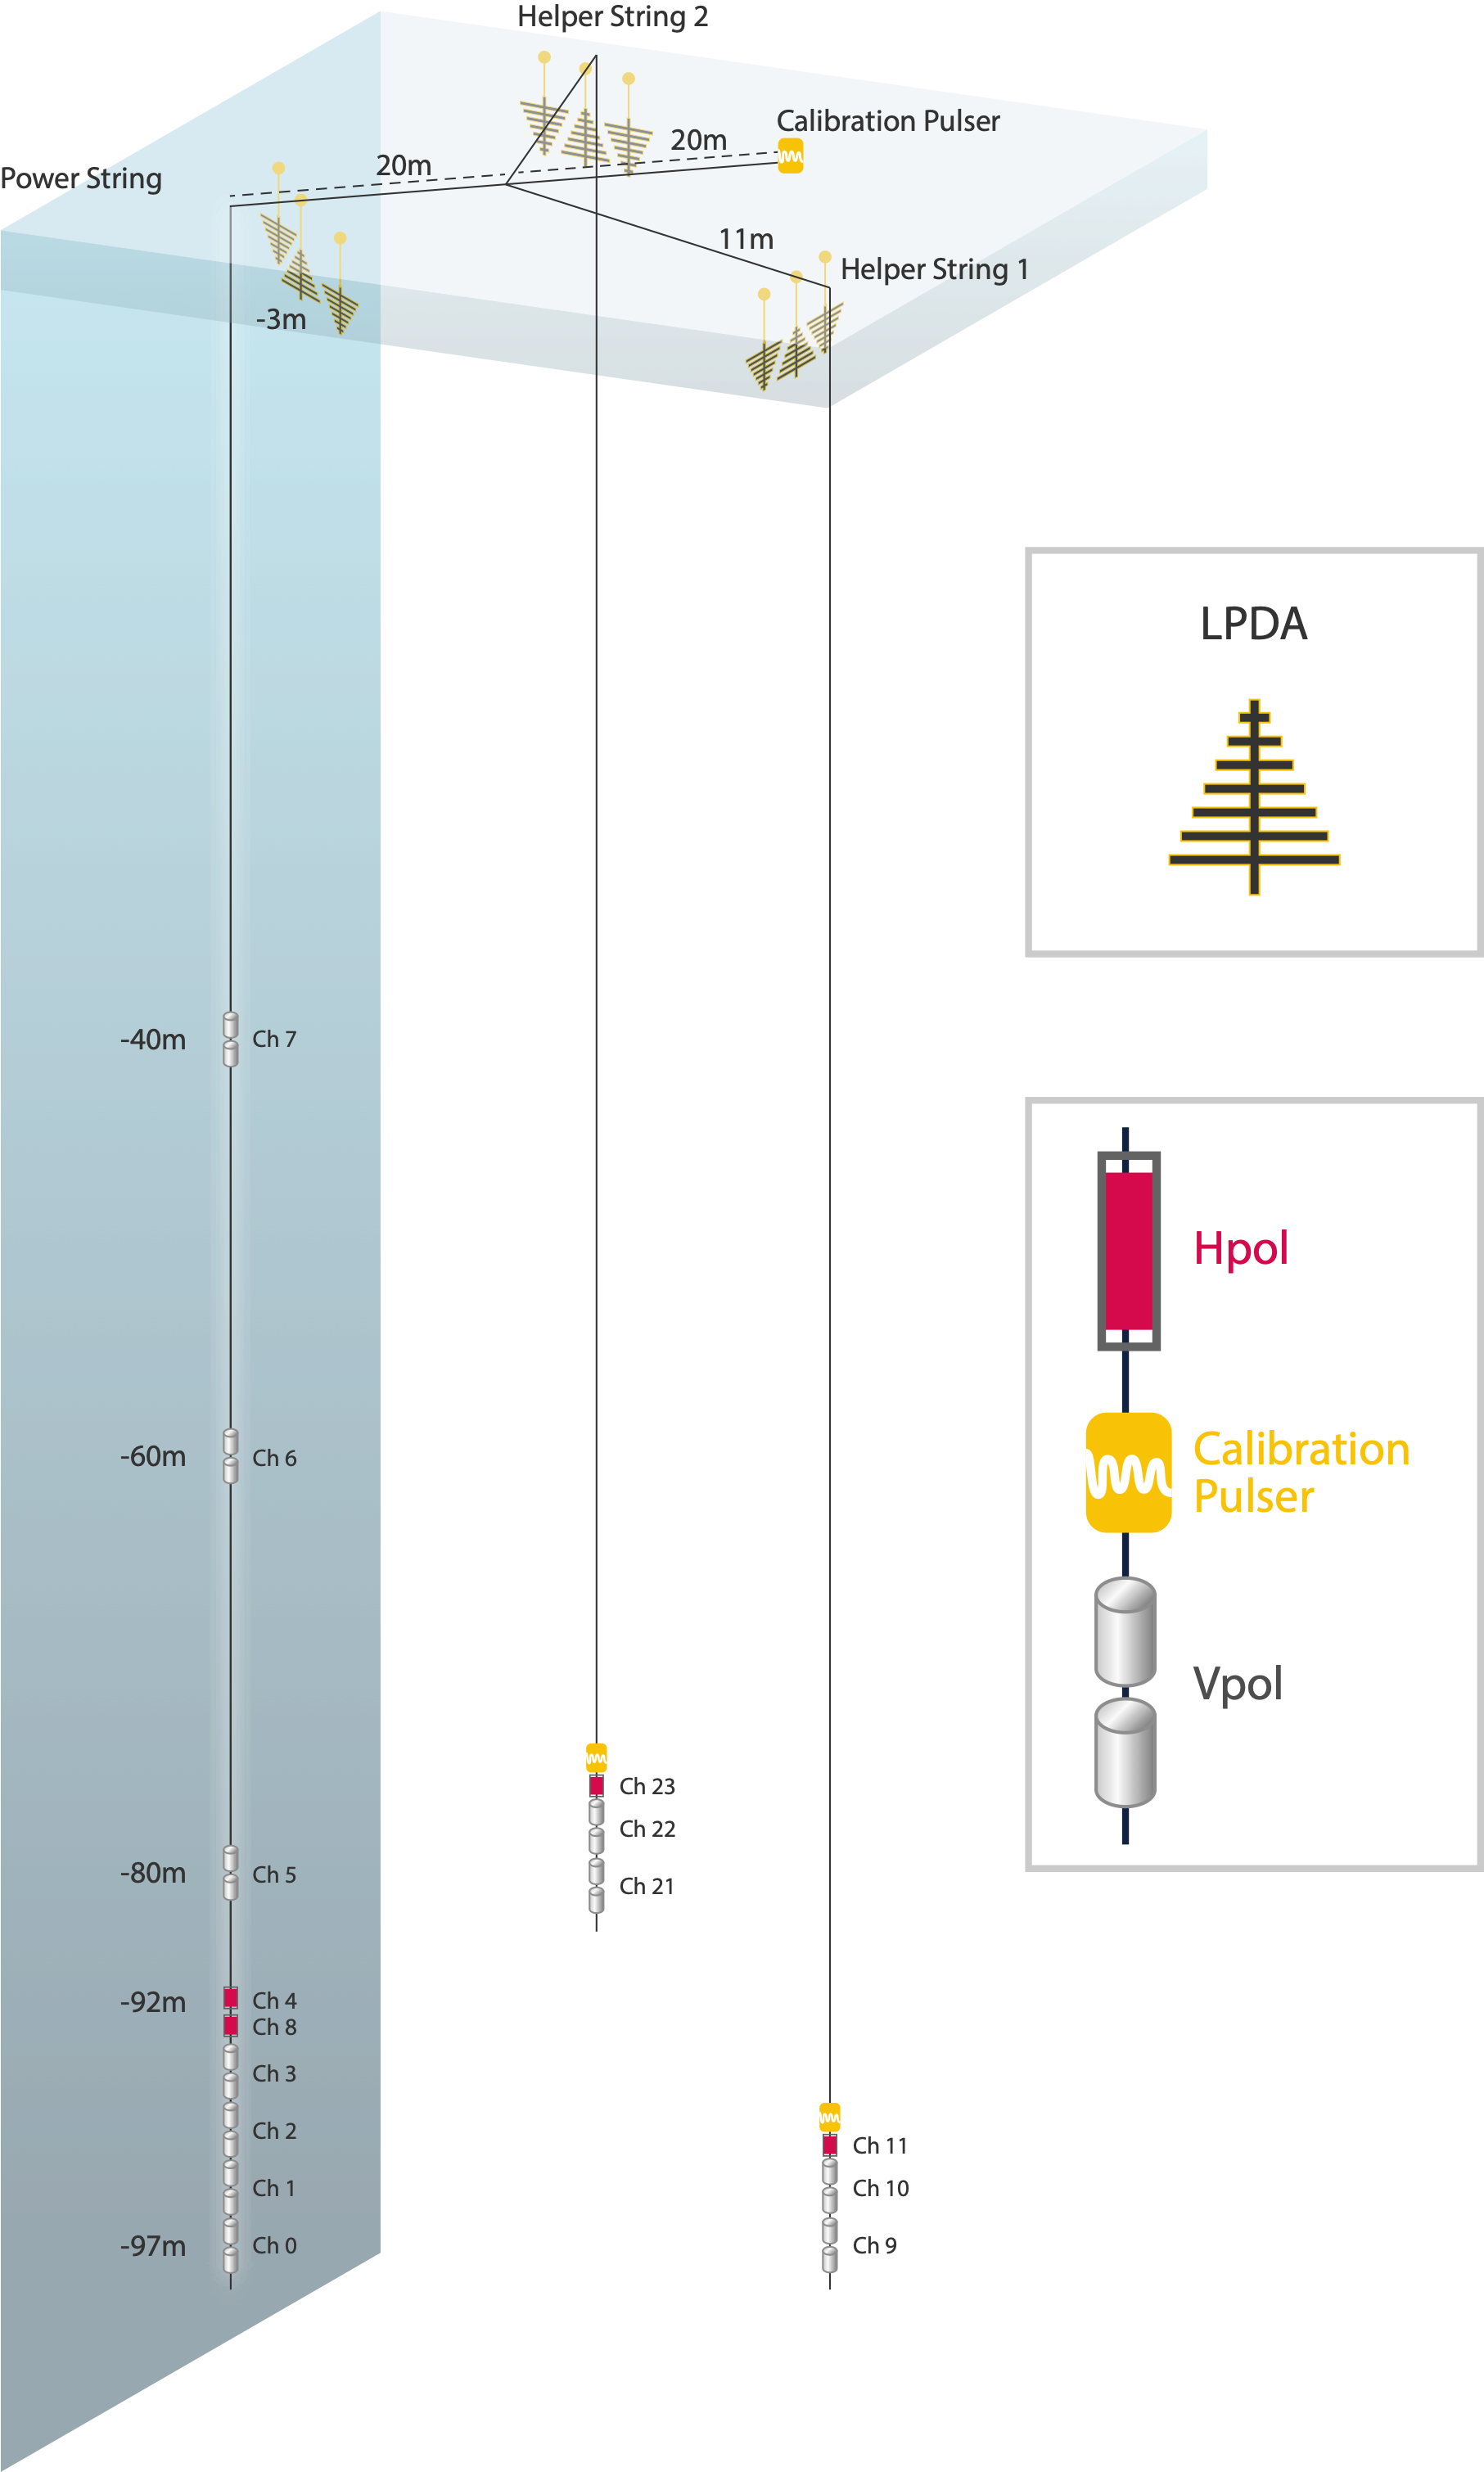 Helper String 2
Calibration Pulser
20m
20m
Power String
11m
Helper String 1
-3m
LPDA
-40m
Ch 7
Hpol
Calibration
Pulser
-60m
Ch 6
Vpol
Ch 23
Ch 22
-80m
Ch 5
Ch 21
-92m
Ch 4
Ch 8
Ch 3
Ch 2
Ch 11
Ch 1
Ch 10
-97m
Ch 0
Ch 9